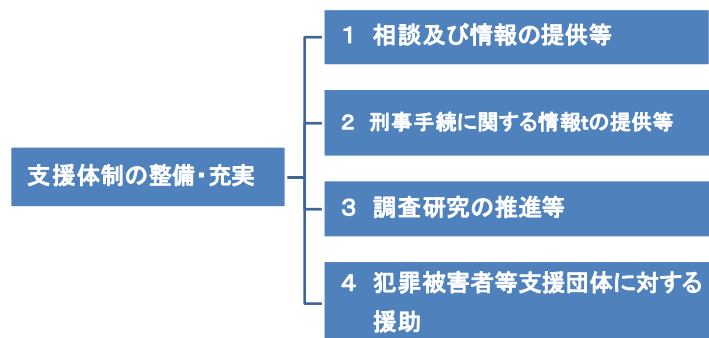 支援体制の整備・充実
１ 相談及び情報の提供等
２ 刑事手続に関する情報tの提供等
３ 調査研究の推進等
４ 犯罪被害者等支援団体に対する
援助